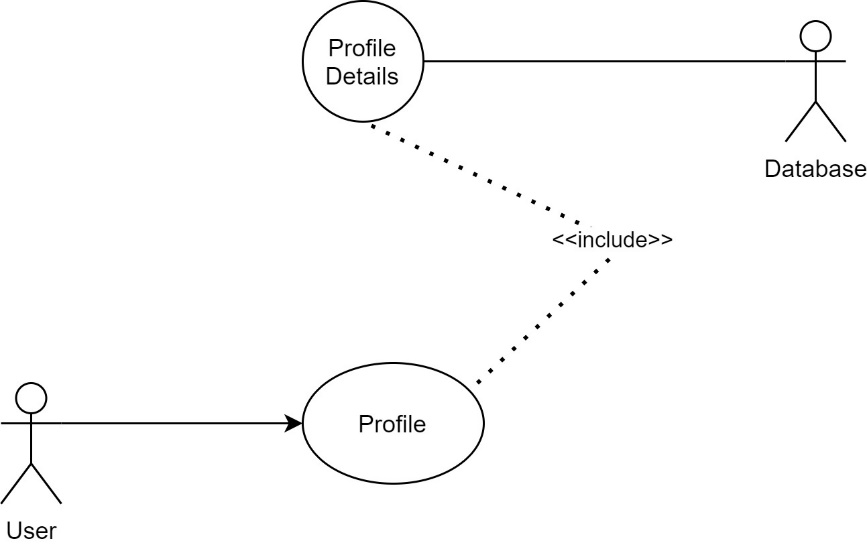 Profile
Details
Database
<<include>>
Profile
User